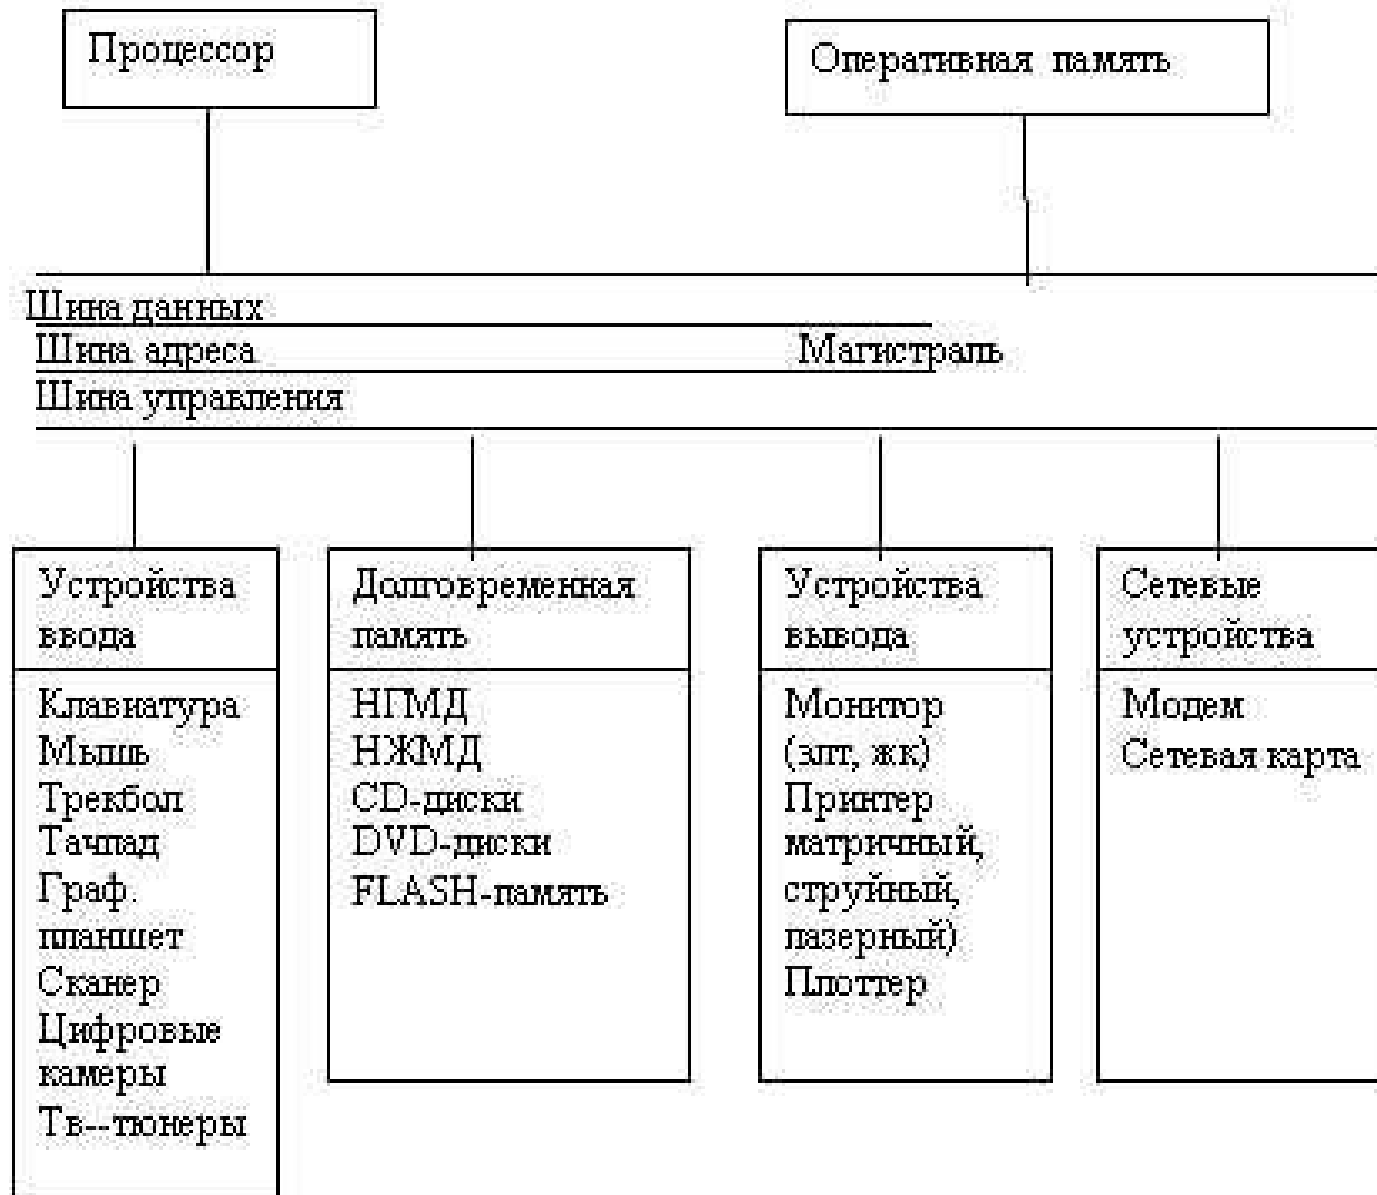 Процессор
Оперативная память
Шина данных
Шина адреса Магистраль
Шина управления
Устройства
ввода
Клавиатура
Мышь
Трекбол
Тачпад
Граф.
планшет
Сканер
Цифровые
камеры
Тв--тюнеры
Долговременная
память
НГМД
НЖМД
CD-диски
DVD-диски
FLASH-память
Устройства
вывода
Монитор
(элт, жк)
Принтер
матричный,
струйный,
лазерный)
Плоттер
Сетевые
устройства
Модем
Сетевая карта